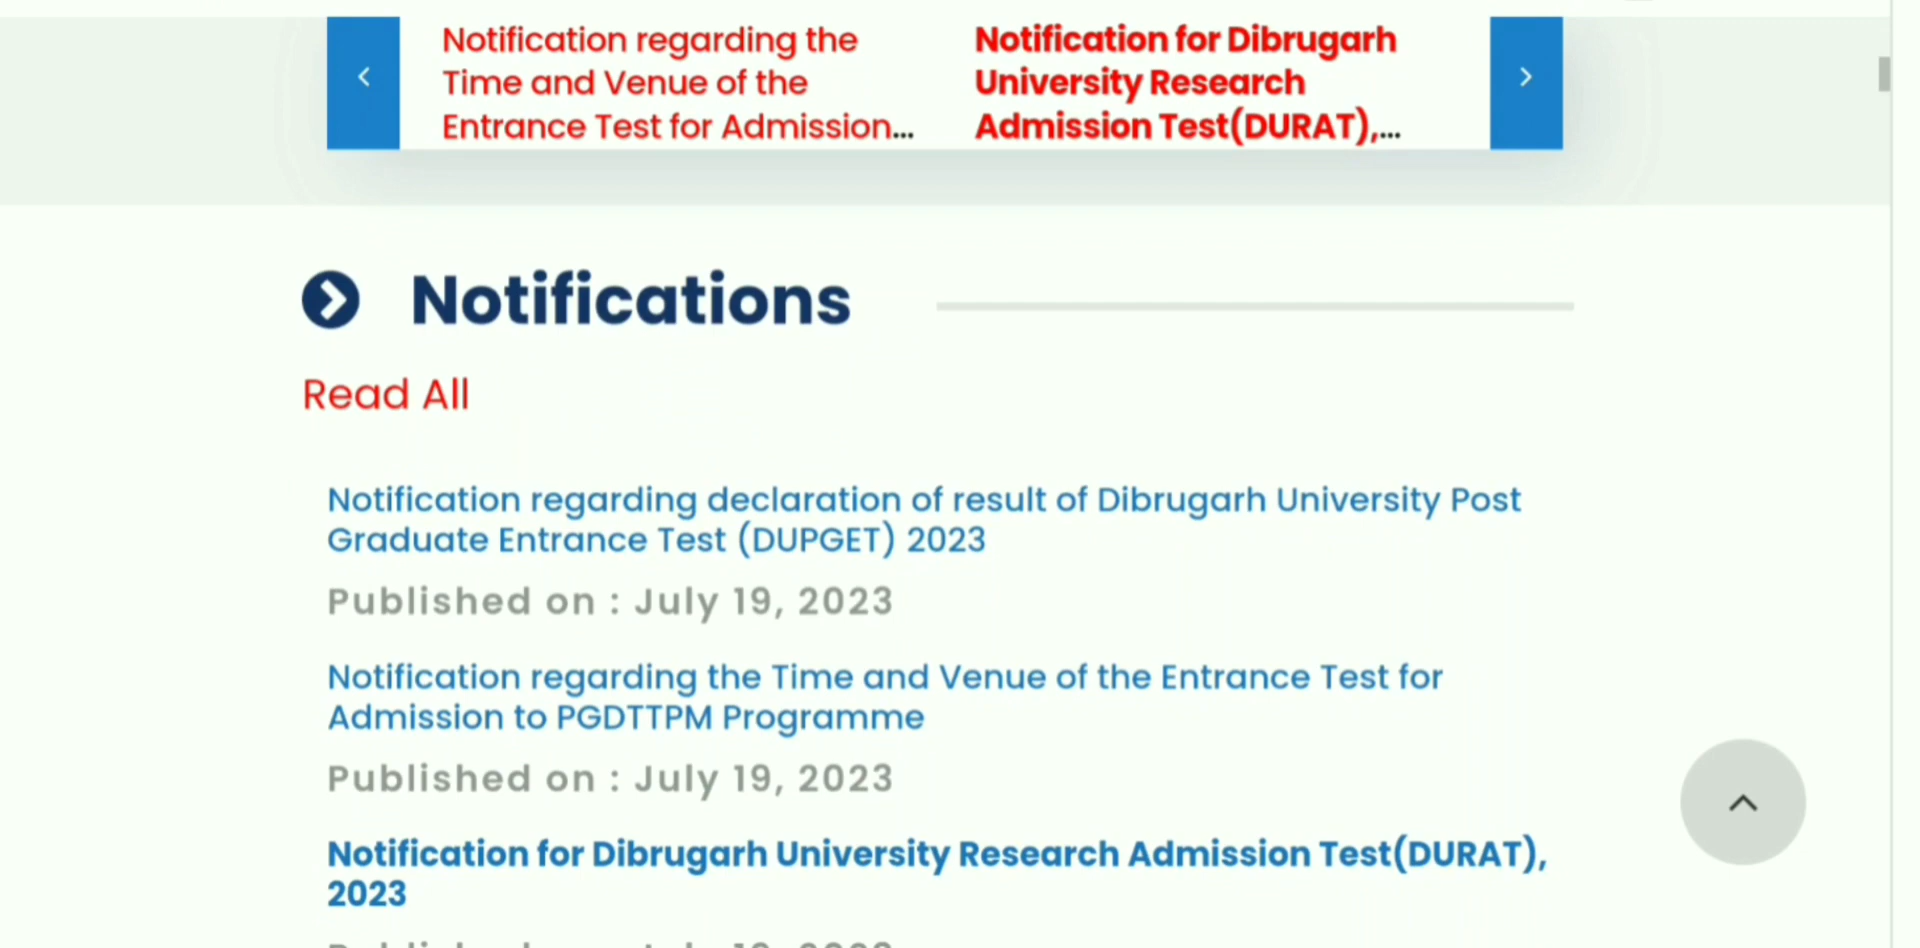 Notification regarding the
Time and Venue of the
Entrance Test for Admission...
Notification for Dibrugarh
University Research
Admission Test(DURAT),...
Notifications
Read All
Notification regarding declaration of result of Dibrugarh University Post
Graduate Entrance Test (DUPGET) 2023
Published on : July 19, 2023
Notification regarding the Time and Venue of the Entrance Test for
Admission to PGDTTPM Programme
Published on : July 19, 2023
Notification for Dibrugarh University Research Admission Test(DURAT),
2023